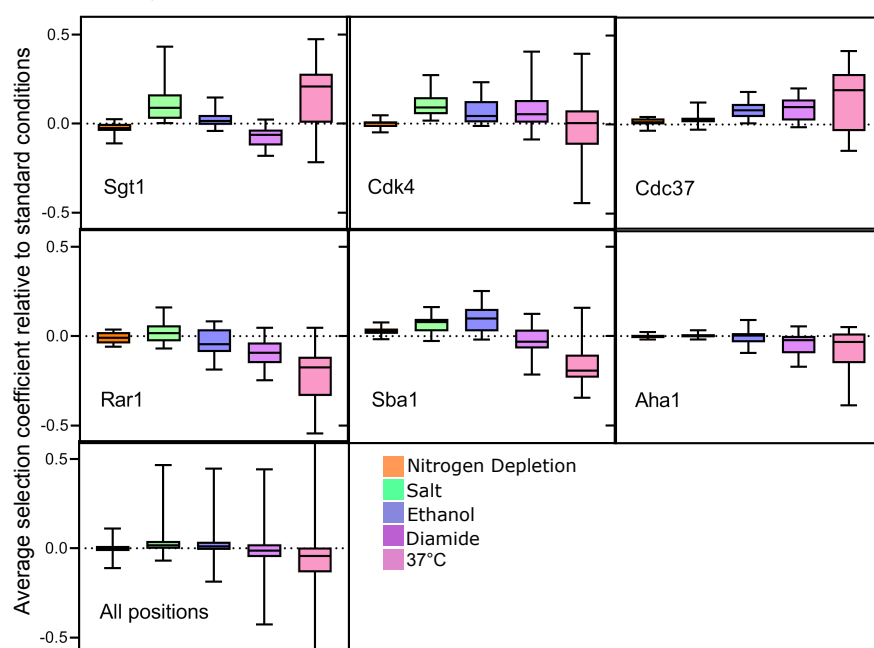 Average selection coefficient relative to standard conditions
0.5
0.0
-0.5
Sgt1
Cdk4
Cdc37
0.5
0.0
-0.5
Rar1
Sba1
Aha1
0.5
0.0
-0.5
All positions
Nitrogen Depletion
Salt
Ethanol
Diamide
37°C